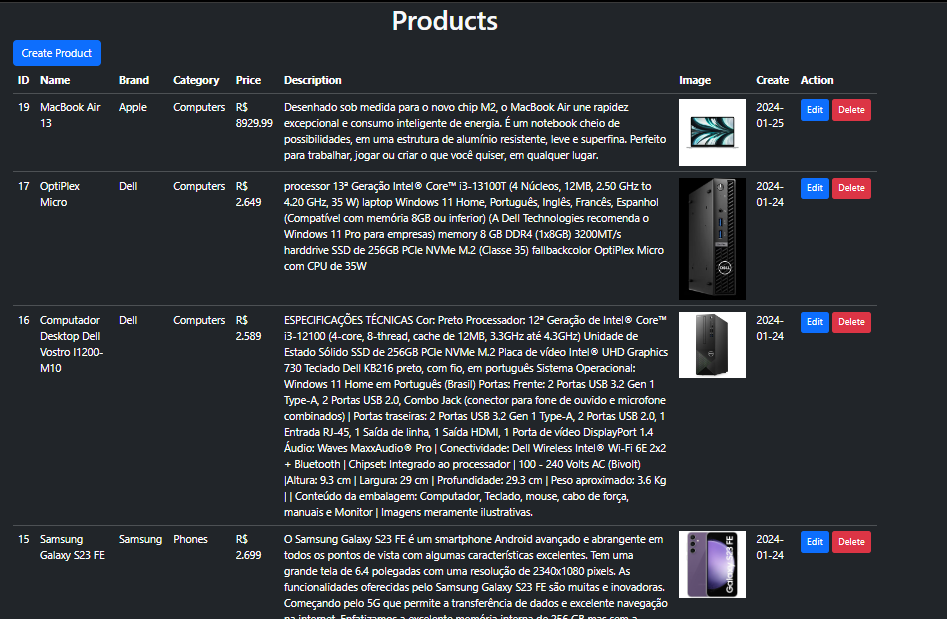 Products
Create Product
ID Name Brand Category Price Description Image Create Action
19 MacBook Air Apple Computers R$ Desenhado sob medida para o novo chip M2, o MacBook Air une rapidez 2024- Edit Delete
13 8929.99 excepcional e consumo inteligente de energia. É um notebook cheio de 01-25
possibilidades, em uma estrutura de alumínio resistente, leve e superfina. Perfeito
para trabalhar, jogar ou criar o que você quiser, em qualquer lugar.
17 OptiPlex Dell Computers R$ processor 13ª Geração Intel® Core™ i3-13100T (4 Núcleos, 12MB, 2.50 GHz to 2024- Edit Delete
Micro 2.649 4.20 GHz, 35 W) laptop Windows 11 Home, Português, Inglês, Francês, Espanhol 01-24
(Compatível com memória 8GB ou inferior) (A Dell Technologies recomenda o
Windows 11 Pro para empresas) memory 8 GB DDR4 (1x8GB) 3200MT/s
harddrive SSD de 256GB PCIe NVMe M.2 (Classe 35) fallbackcolor OptiPlex Micro
com CPU de 35W
DELL
16 Computador Dell Computers R$ ESPECIFICAÇÕES TÉCNICAS Cor: Preto Processador: 12ª Geração de Intel® Core™ 2024- Edit Delete
Desktop Dell 2.589 i3-12100 (4-core, 8-thread, cache de 12MB, 3.3GHz até 4.3GHz) Unidade de 01-24
Vostro I1200- Estado Sólido SSD de 256GB PCIe NVMe M.2 Placa de vídeo Intel® UHD Graphics
M10 730 Teclado Dell KB216 preto, com fio, em português Sistema Operacional:
Windows 11 Home em Português (Brasil) Portas: Frente: 2 Portas USB 3.2 Gen 1
Type-A, 2 Portas USB 2.0, Combo Jack (conector para fone de ouvido e microfone
combinados) | Portas traseiras: 2 Portas USB 3.2 Gen 1 Type-A, 2 Portas USB 2.0, 1
Entrada RJ-45, 1 Saída de linha, 1 Saída HDMI, 1 Porta de vídeo DisplayPort 1.4
Áudio: Waves MaxxAudio® Pro | Conectividade: Dell Wireless Intel® Wi-Fi 6E 2x2
+ Bluetooth | Chipset: Integrado ao processador | 100 - 240 Volts AC (Bivolt)
|Altura: 9.3 cm | Largura: 29 cm | Profundidade: 29.3 cm | Peso aproximado: 3.6 Kg
| | Conteúdo da embalagem: Computador, Teclado, mouse, cabo de força,
manuais e Monitor | Imagens meramente ilustrativas.
15 Samsung Samsung Phones R$ O Samsung Galaxy S23 FE é um smartphone Android avançado e abrangente em 2024- Edit Delete
Galaxy S23 FE 2.699 todos os pontos de vista com algumas características excelentes. Tem uma 01-24
grande tela de 6.4 polegadas com uma resolução de 2340x1080 pixels. As
funcionalidades oferecidas pelo Samsung Galaxy S23 FE são muitas e inovadoras.
Começando pelo 5G que permite a transferência de dados e excelente navegação
na internet. Enfatizamos a excelente memória interna de 256 GB mas sem a
Galaxy S23 FE